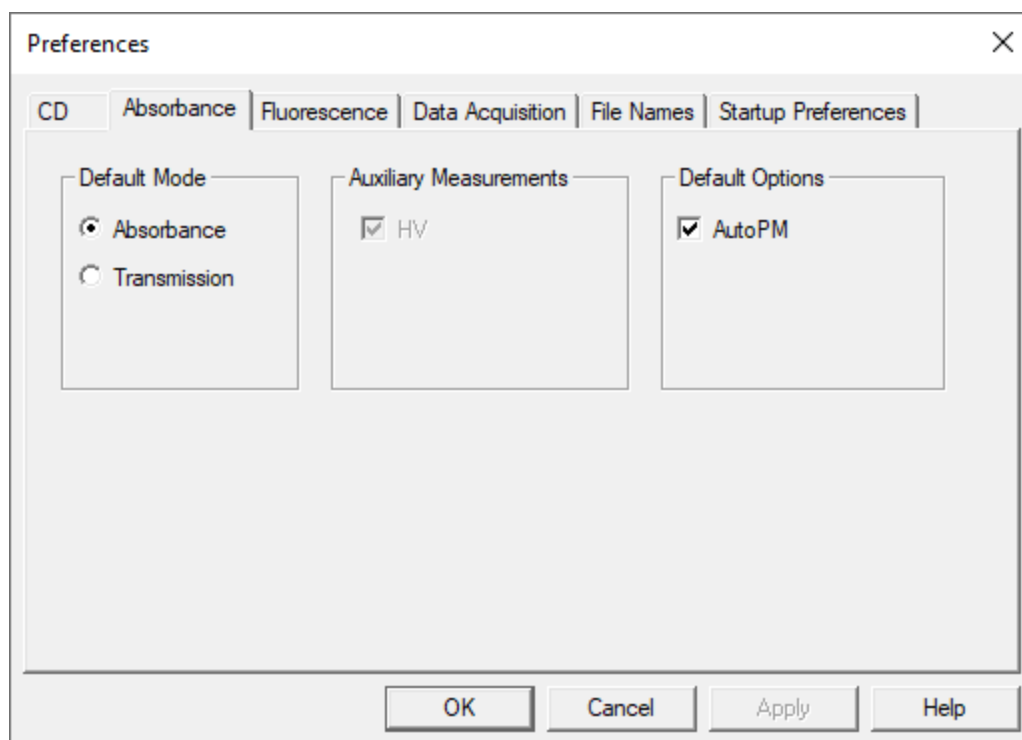 Preferences
CD Absorbance Fluorescence Data Acquisition File Names Startup Preferences
Default Mode Auxiliary Measurements Default Options
Absorbance HV AutoPM
Transmission
OK Cancel Apply Help